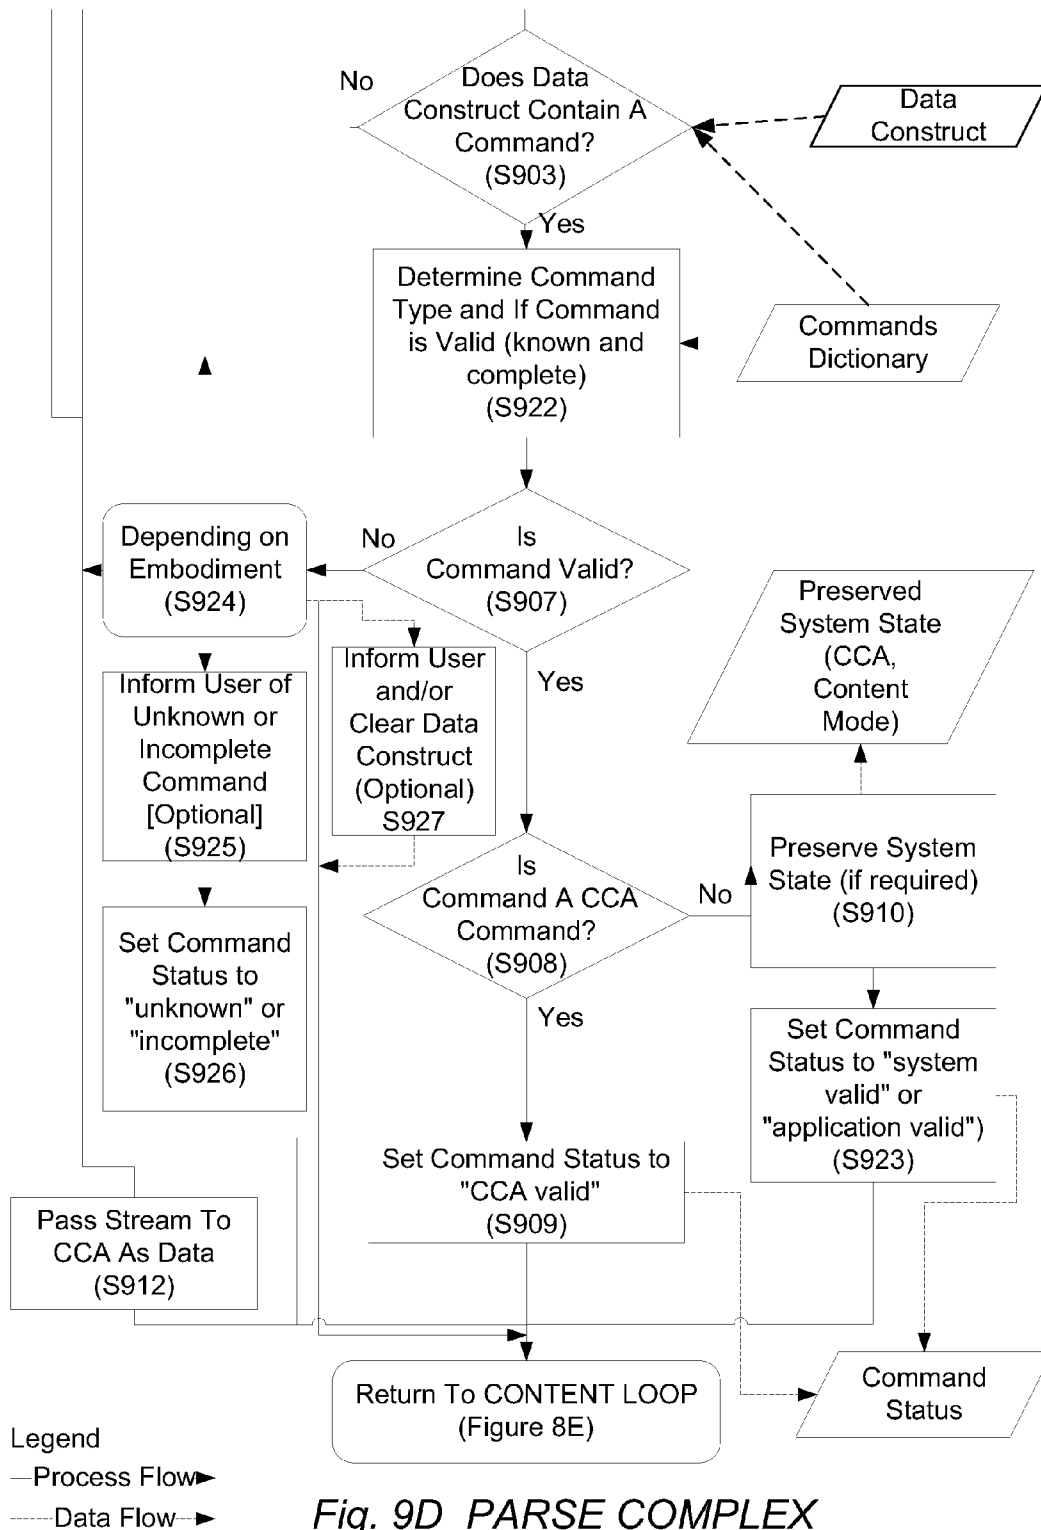 No
Does Data
Construct Contain A
Command?
(S903)
Data
Construct
Yes
Determine Command
Type and If Command
is Valid (known and
complete)
(S922)
Commands
Dictionary
Depending on
Embodiment
(S924)
No
Is
Command Valid?
(S907)
Preserved
System State
(CCA,
Content
Mode)
Inform User of
Unknown or
Incomplete
Command
[Optional]
(S925)
Inform User
and/or
Clear Data
Construct
(Optional)
S927
Yes
Is
Command A CCA
Command?
(S908)
No
Preserve System
State (if required)
(S910)
Set Command
Status to
"unknown" or
"incomplete"
(S926)
Yes
Set Command
Status to "system
valid" or
"application valid")
(S923)
Set Command Status to
"CCA valid"
(S909)
Pass Stream To
CCA As Data
(S912)
Return To CONTENT LOOP
(Figure 8E)
Command
Status
Legend
Process Flow
Data Flow
Fig. 9D PARSE COMPLEX